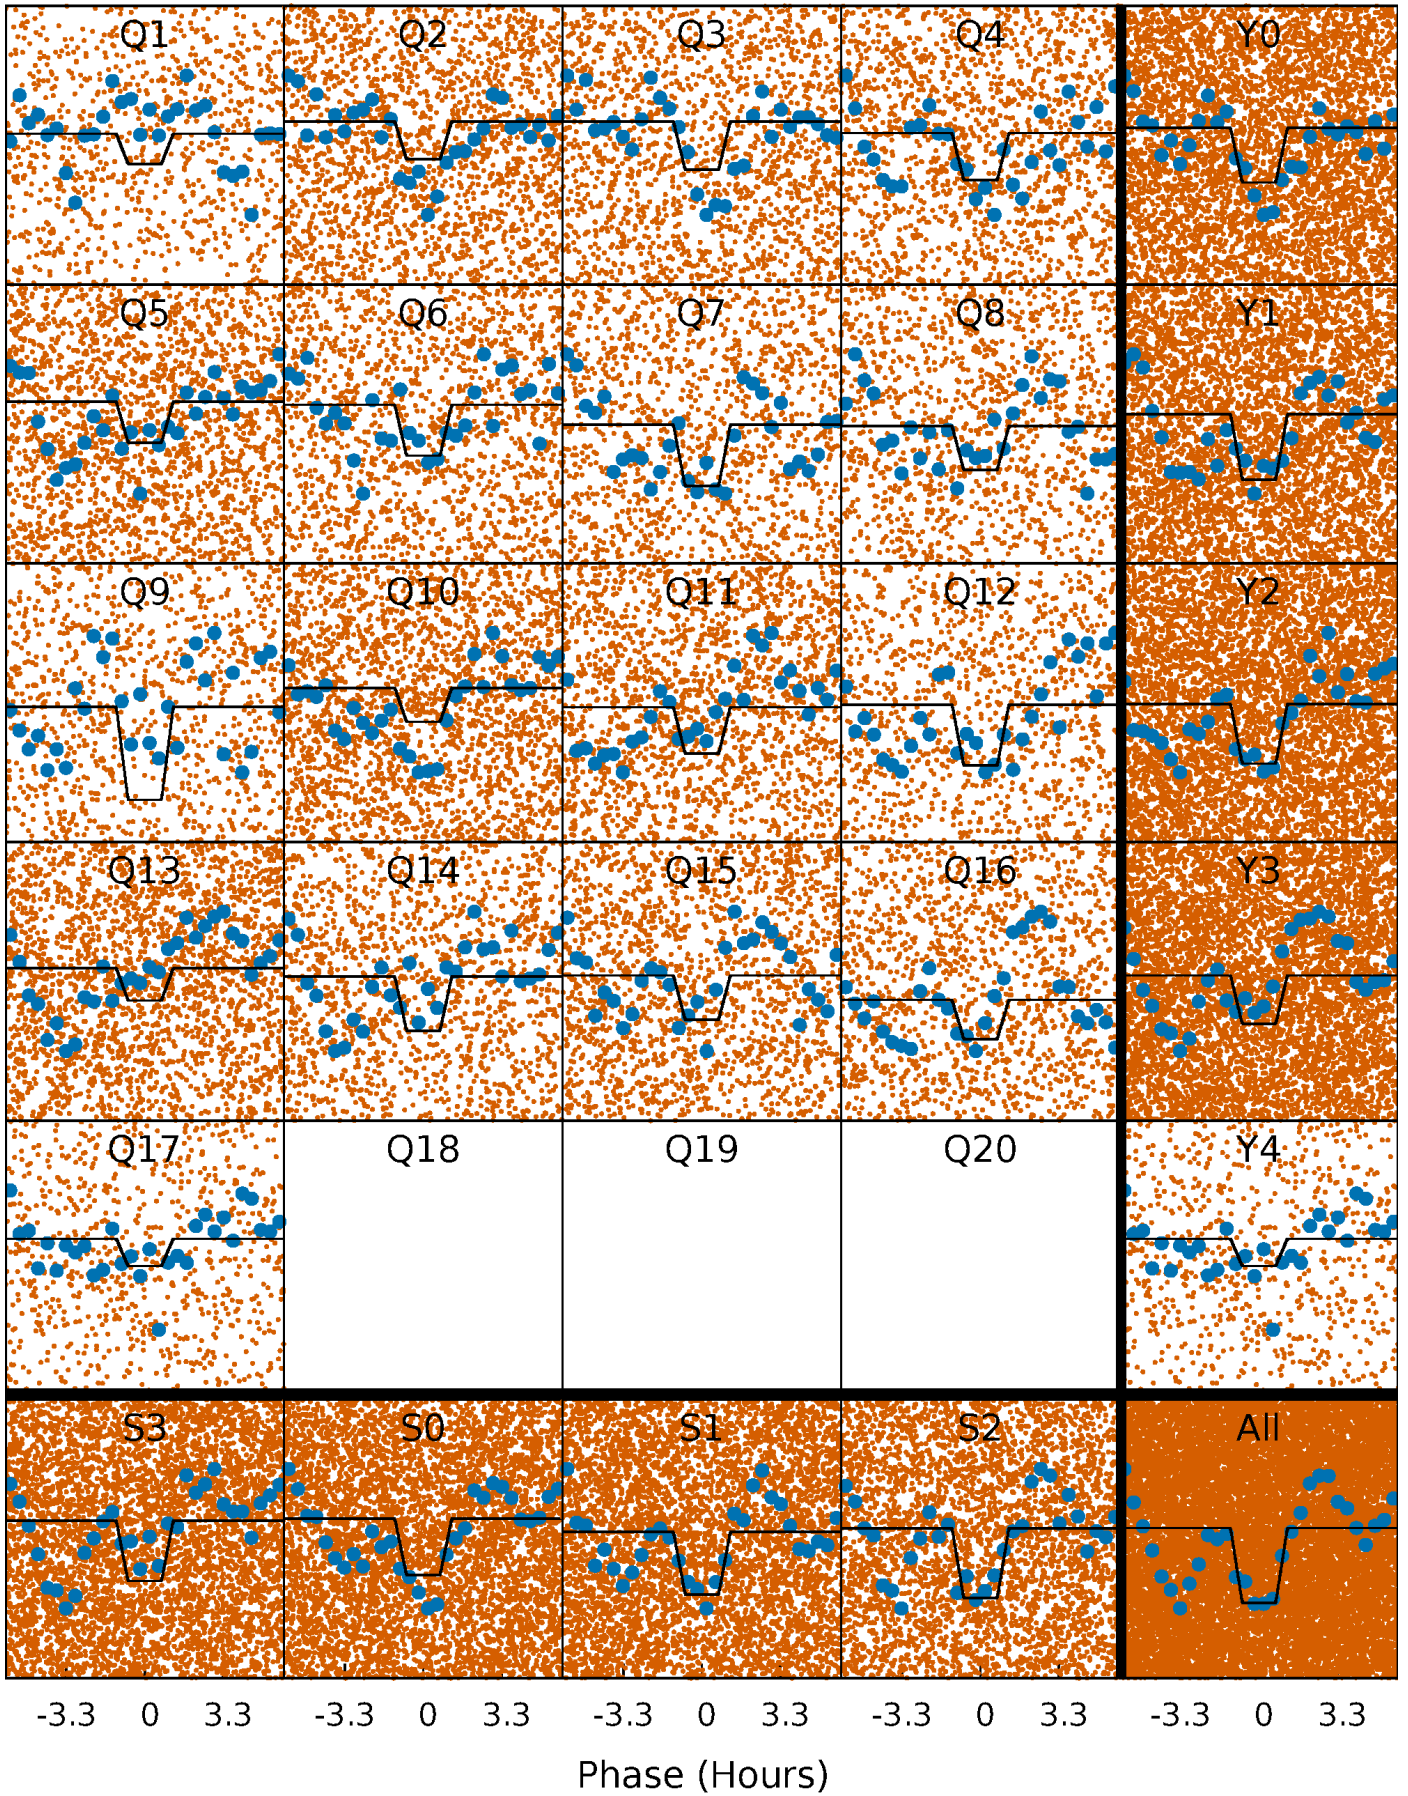 Q1 Q2 Q3 Q4 Y0
Q5 Q6 Q7 Q8 Y1
Q9 Q10 Q11 Q12 Y2
Q13 Q14 Q15 Q16 Y3
Q17 Q18 Q19 Q20 Y4
S3 S0 S1 S2 All
-3.3 0 3.3 -3.3 0 3.3 -3.3 0 3.3 -3.3 0 3.3 -3.3 0 3.3
Phase (Hours)